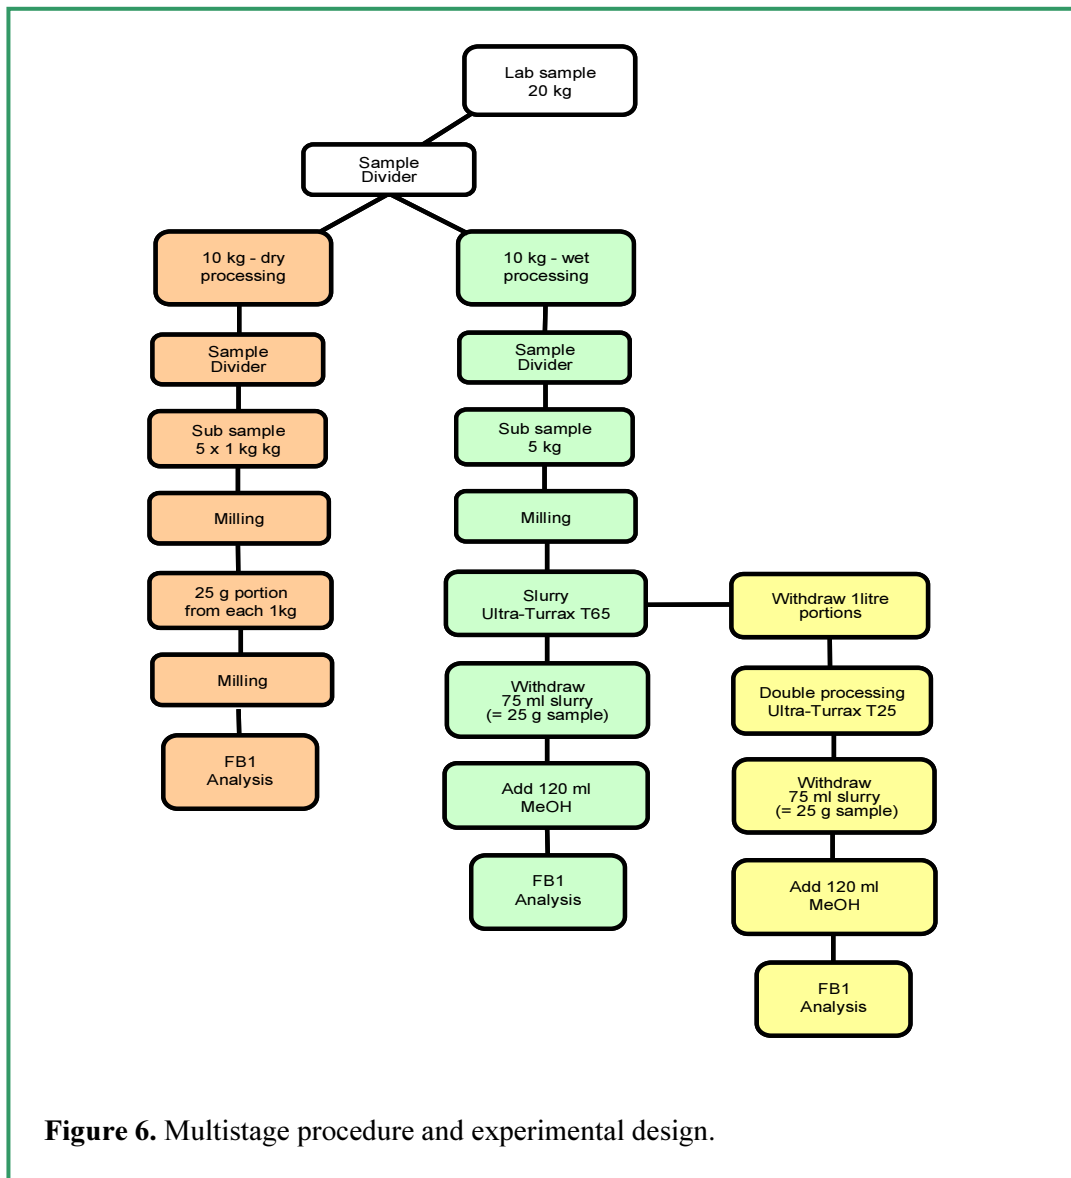 Lab sample
20 kg
Sample
Divider
10 kg - dry
processing
Sample
Divider
Sub sample
5 x 1 kg kg
Milling
25 g portion
from each 1kg
Milling
FB1
Analysis
10 kg - wet
processing
Sample
Divider
Sub sample
5 kg
Milling
Slurry
Ultra-Turrax T65
Withdraw
75 ml slurry
(= 25 g sample)
Add 120 ml
MeOH
FB1
Analysis
Withdraw 1litre
portions
Double processing
Ultra-Turrax T25
Withdraw
75 ml slurry
(= 25 g sample)
Add 120 ml
MeOH
FB1
Analysis
Figure 6. Multistage procedure and experimental design.